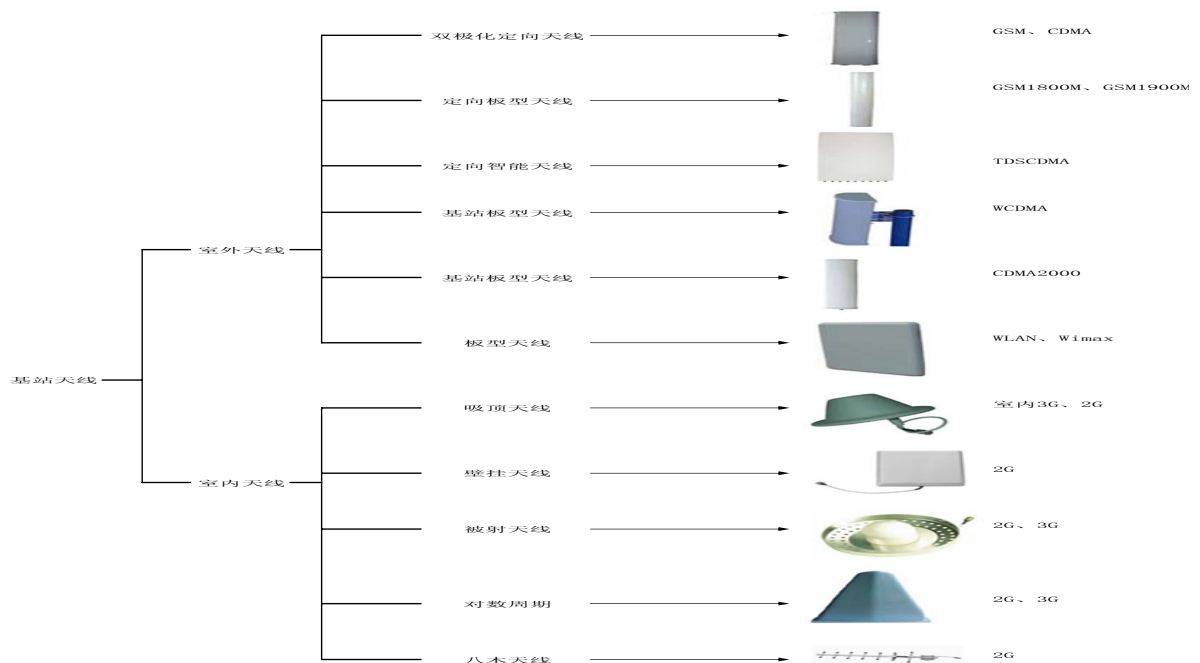 双极化定向天线 GSM、CDMA
定向板型天线 GSM1800M、GSM1900M
定向智能天线 TDSCDMA
基站板型天线 WCDMA
室外天线
基站板型天线 CDMA2000
板型天线 WLAN、Wimax
基站天线
吸顶天线 室内3G、2G
壁挂天线 2G
室内天线
被射天线 2G、3G
对数周期 2G、3G
八木天线 2G